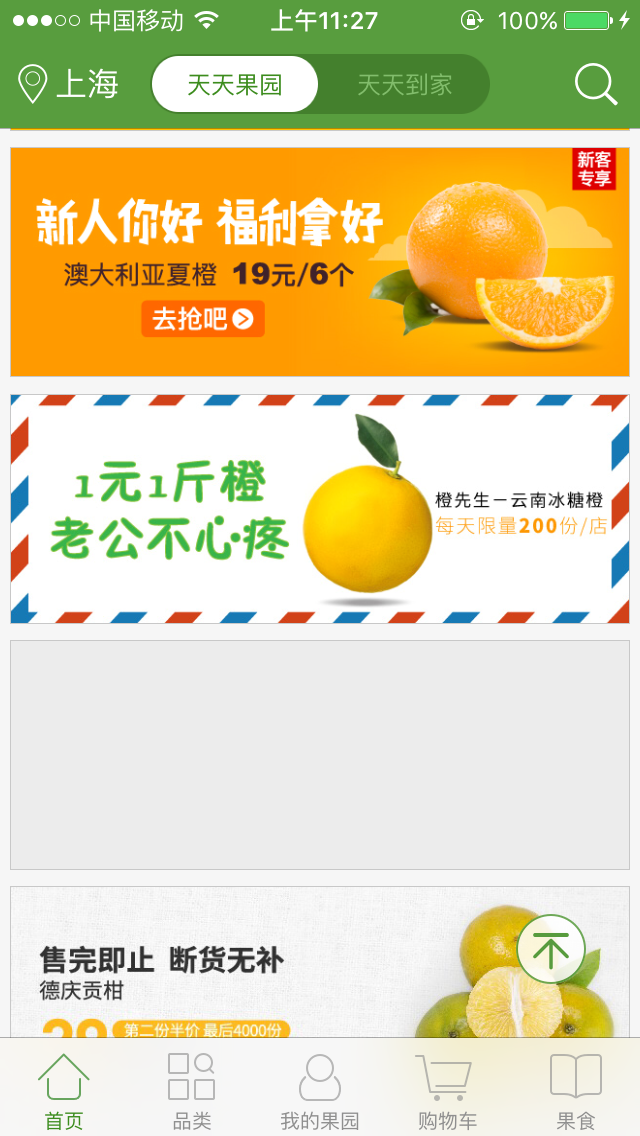 中国移动
上午11:27
100%
上海
天天果园
天天到家
新客
专享
新人你好 福利拿好
澳大利亚夏橙 19元/6个
去抢吧
1元1斤橙
老公不心疼
橙先生－云南冰糖橙
每天限量200份/店
售完即止 断货无补
德庆贡柑
第二份半价 最后4000份
首页
品类
我的果园
购物车
果食